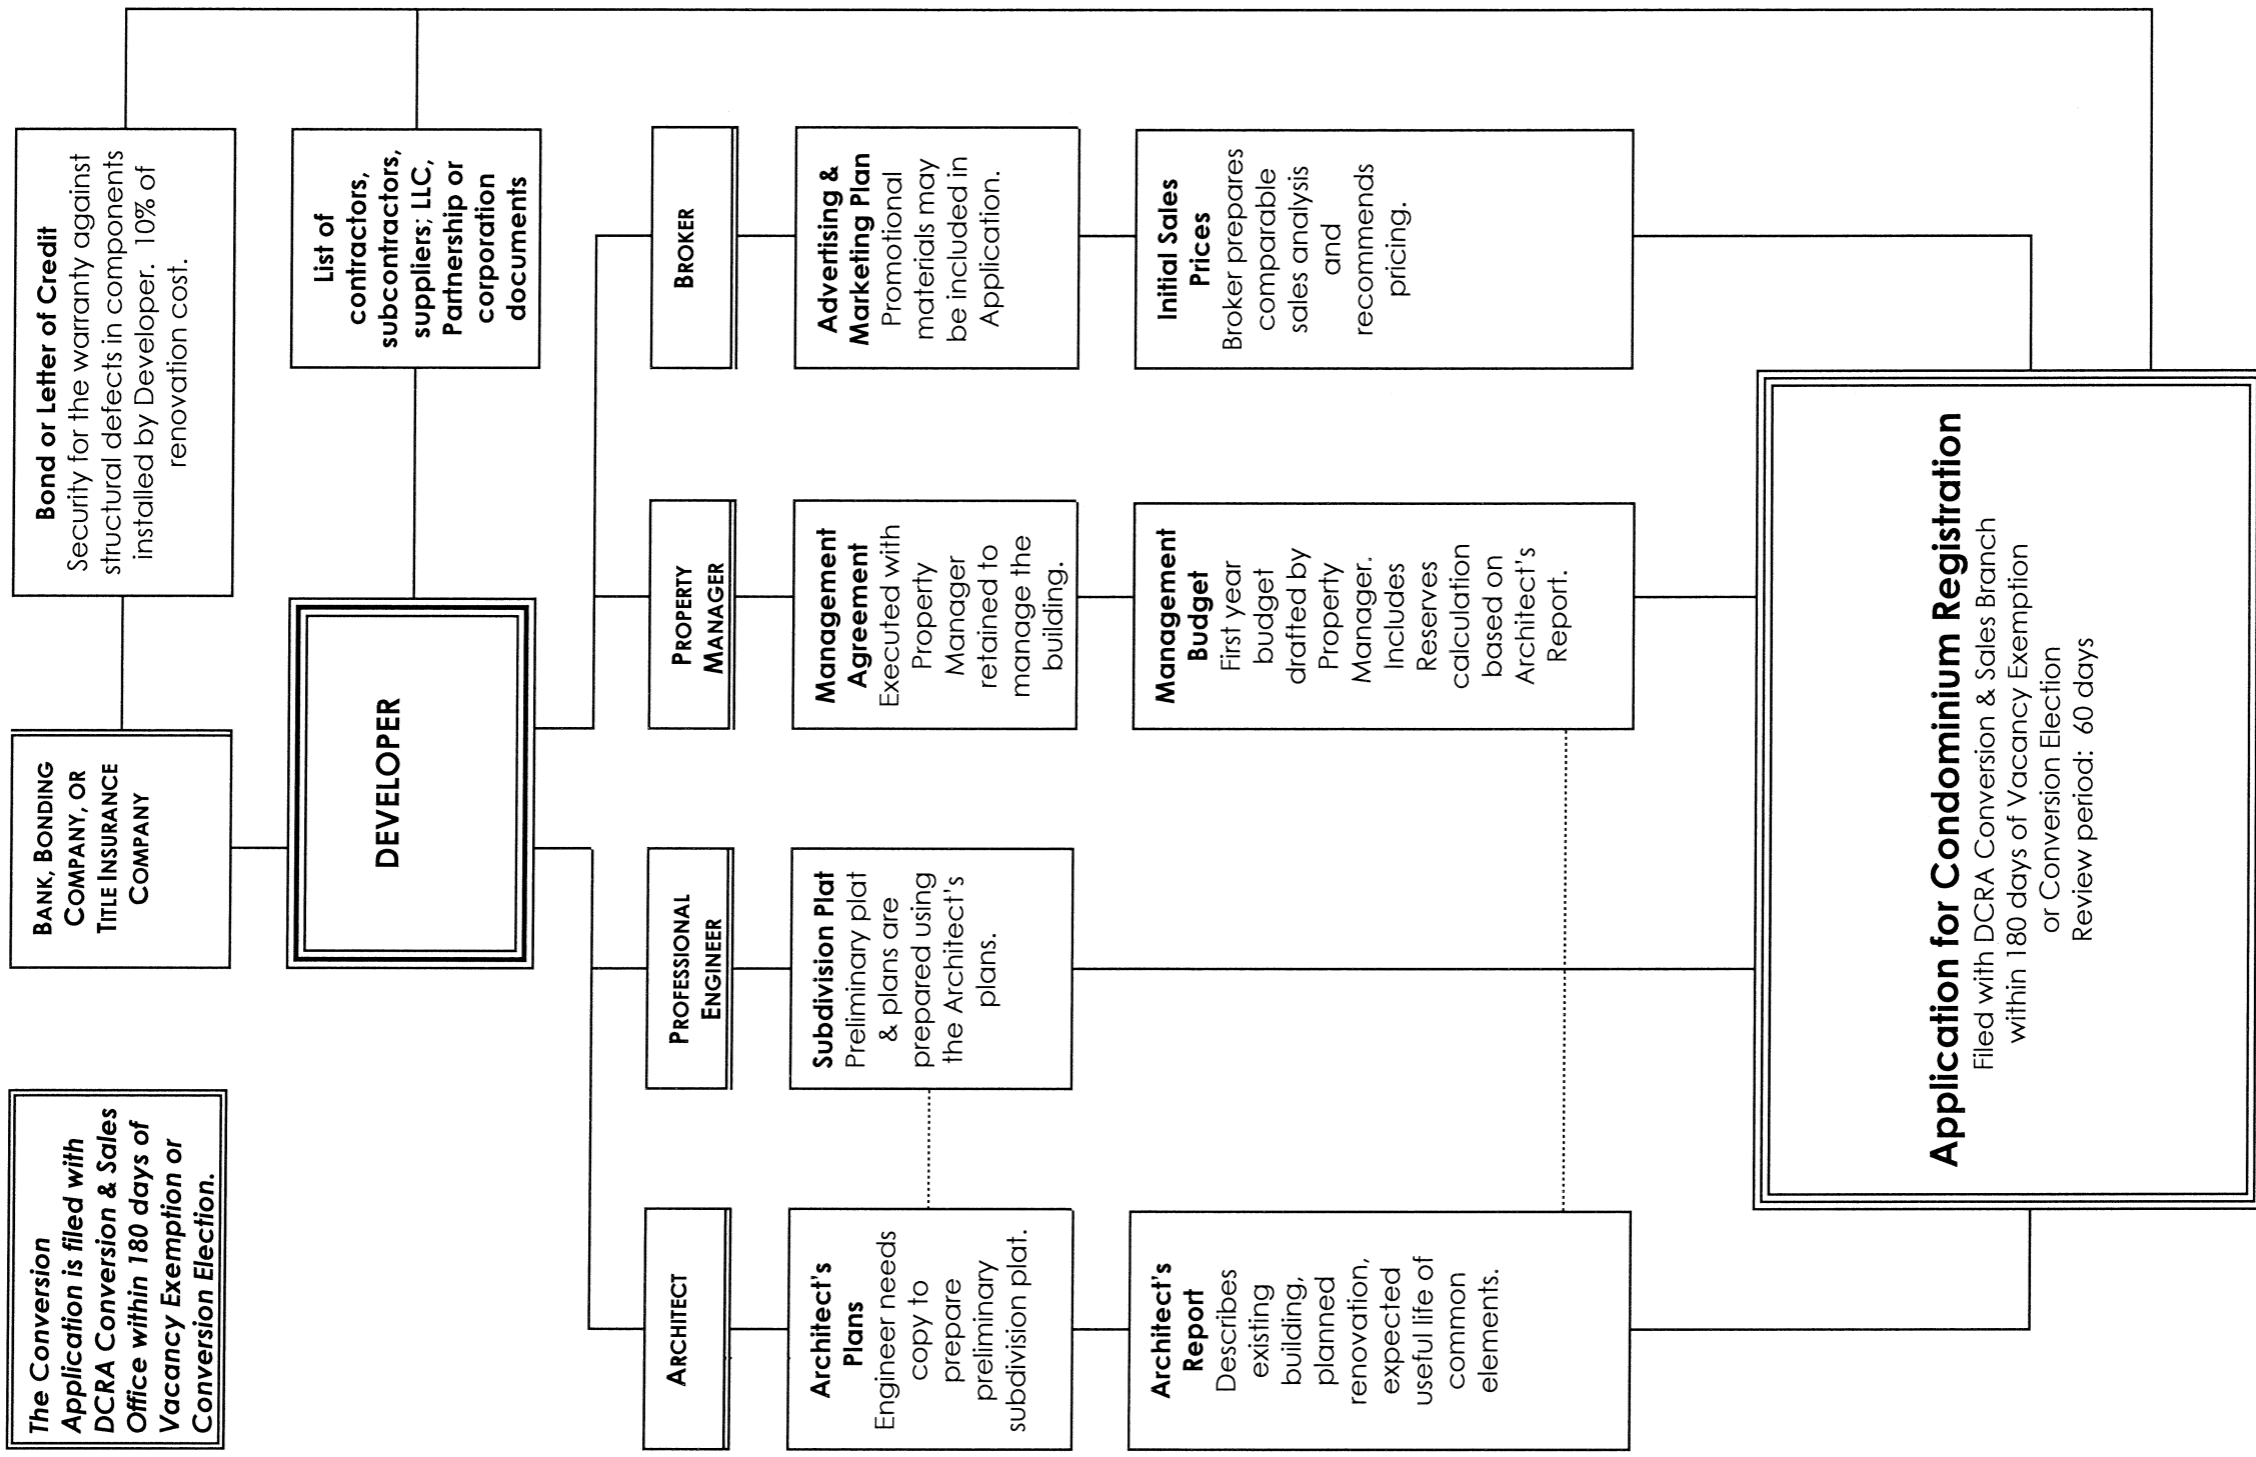 The Conversion
Application is filed with
DCRA Conversion & Sales
Office within 180 days of
Vacancy Exemption or
Conversion Election.
BANK, BONDING
COMPANY, OR
TITLE INSURANCE
COMPANY
Bond or Letter of Credit
Security for the warranty against
structural defects in components
installed by Developer. 10% of
renovation cost.
DEVELOPER
List of
contractors,
subcontractors,
suppliers; LLC,
Partnership or
corporation
documents
ARCHITECT
PROFESSIONAL
ENGINEER
PROPERTY
MANAGER
BROKER
Architect's
Plans
Engineer needs
copy to
prepare
preliminary
subdivision plat.
Subdivision Plat
Preliminary plat
& plans are
prepared using
the Architect's
plans.
Management
Agreement
Executed with
Property
Manager
retained to
manage the
building.
Advertising &
Marketing Plan
Promotional
materials may
be included in
Application.
Architect's
Report
Describes
existing
building,
planned
renovation,
expected
useful life of
common
elements.
Management
Budget
First year
budget
drafted by
Property
Manager.
Includes
Reserves
calculation
based on
Architect's
Report.
Initial Sales
Prices
Broker prepares
comparable
sales analysis
and
recommends
pricing.
Application for Condominium Registration
Filed with DCRA Conversion & Sales Branch
within 180 days of Vacancy Exemption
or Conversion Election
Review period: 60 days